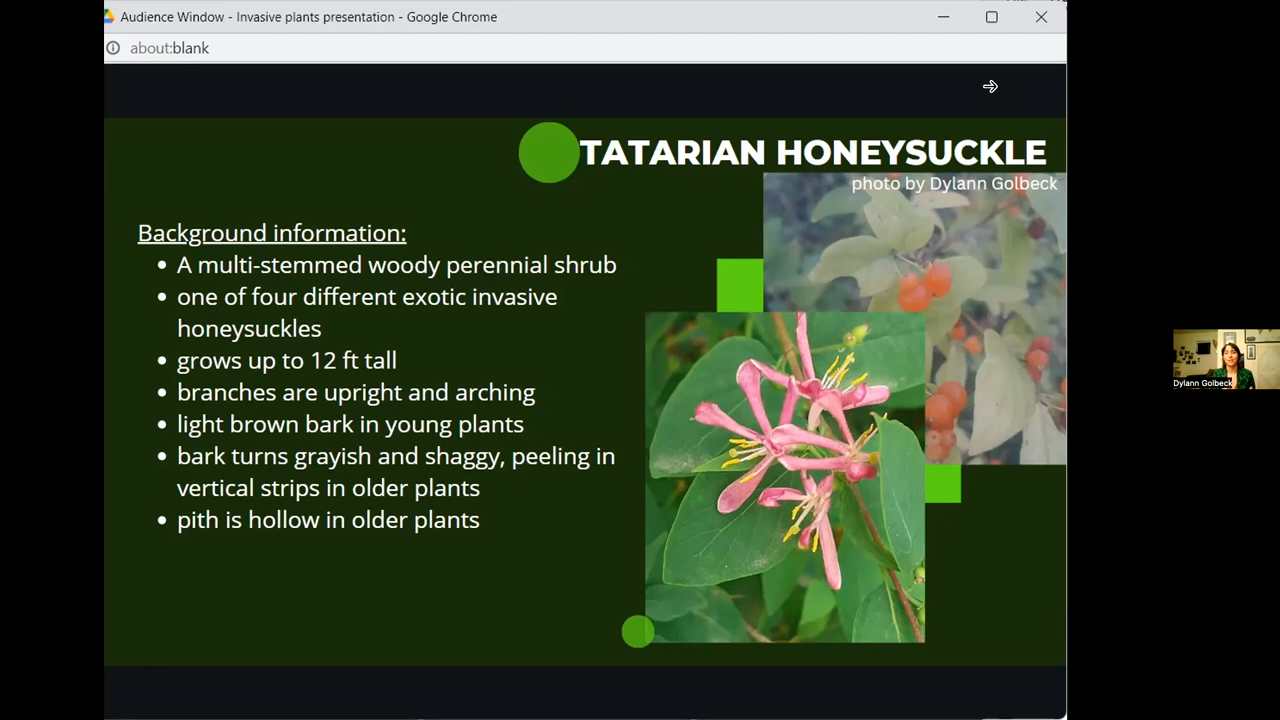 Audience Window - Invasive plants presentation - Google Chrome
about:blank
TATARIAN HONEYSUCKLE
photo by Dylann Golbeck
Background information:
• A multi-stemmed woody perennial shrub
• one of four different exotic invasive
honeysuckles
• grows up to 12 ft tall
• branches are upright and arching
• light brown bark in young plants
• bark turns grayish and shaggy, peeling in
vertical strips in older plants
• pith is hollow in older plants
Dylann Golbeck